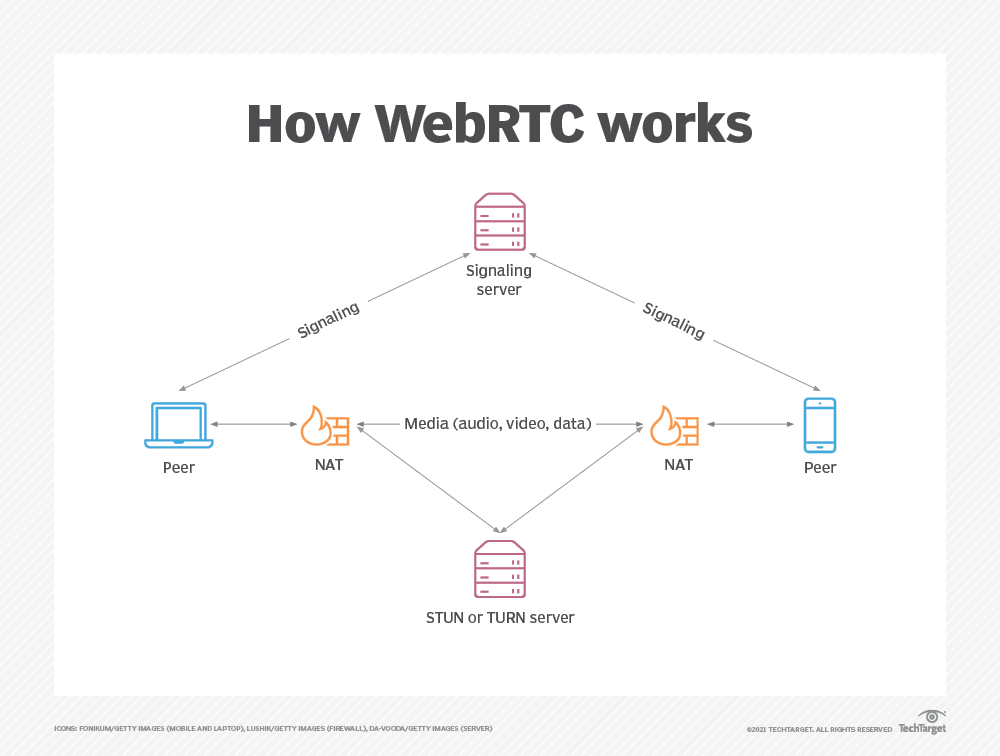 How WebRTC works
Signaling
server
Signaling
Signaling
Media (audio, video, data)
Peer
NAT
NAT
Peer
STUN or TURN server
ICONS: FONIKUM/GETTY IMAGES (MOBILE AND LAPTOP), LUSHIK/GETTY IMAGES (FIREWALL), DA-VOODA/GETTY IMAGES (SERVER)
©2021 TECHTARGET. ALL RIGHTS RESERVED
TechTarget